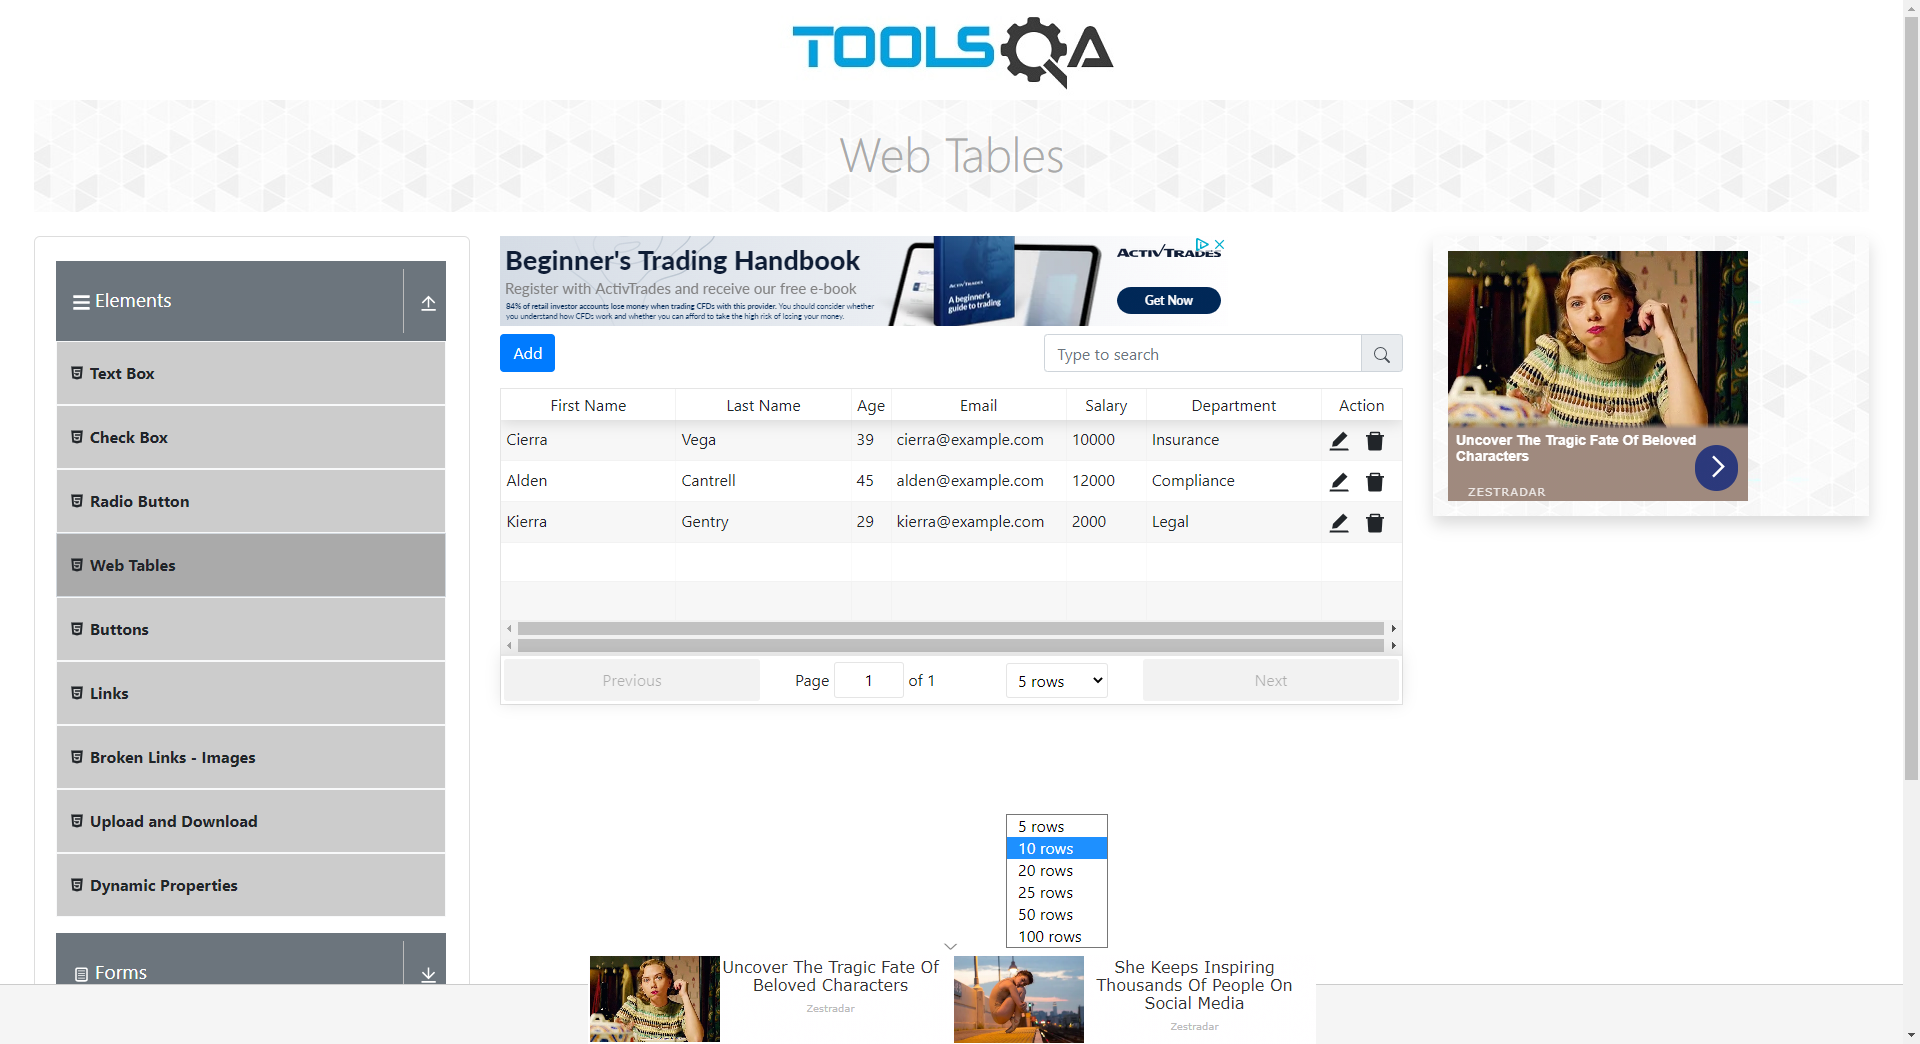 TOOLSQA
Web Tables
Elements
Text Box
Check Box
Radio Button
Web Tables
Buttons
Links
Broken Links - Images
Upload and Download
Dynamic Properties
Forms
Beginner's Trading Handbook
Register with ActivTrades and receive our free e-book
84% of retail investor accounts lose money when trading CFDs with this provider. You should consider whether
you understand how CFDs work and whether you can afford to take the high risk of losing your money.
ACTIVTRADES
A beginner's
guide to trading
ACTIVTRADES
Get Now
Add
Type to search
First Name Last Name Age Email Salary Department Action
Cierra Vega 39 cierra@example.com 10000 Insurance
Alden Cantrell 45 alden@example.com 12000 Compliance
Kierra Gentry 29 kierra@example.com 2000 Legal
Previous Page 1 of 1 5 rows Next
5 rows
10 rows
20 rows
25 rows
50 rows
100 rows
Uncover The Tragic Fate Of Beloved
Characters
ZESTRADAR
Uncover The Tragic Fate Of
Beloved Characters
Zestradar
She Keeps Inspiring
Thousands Of People On
Social Media
Zestradar